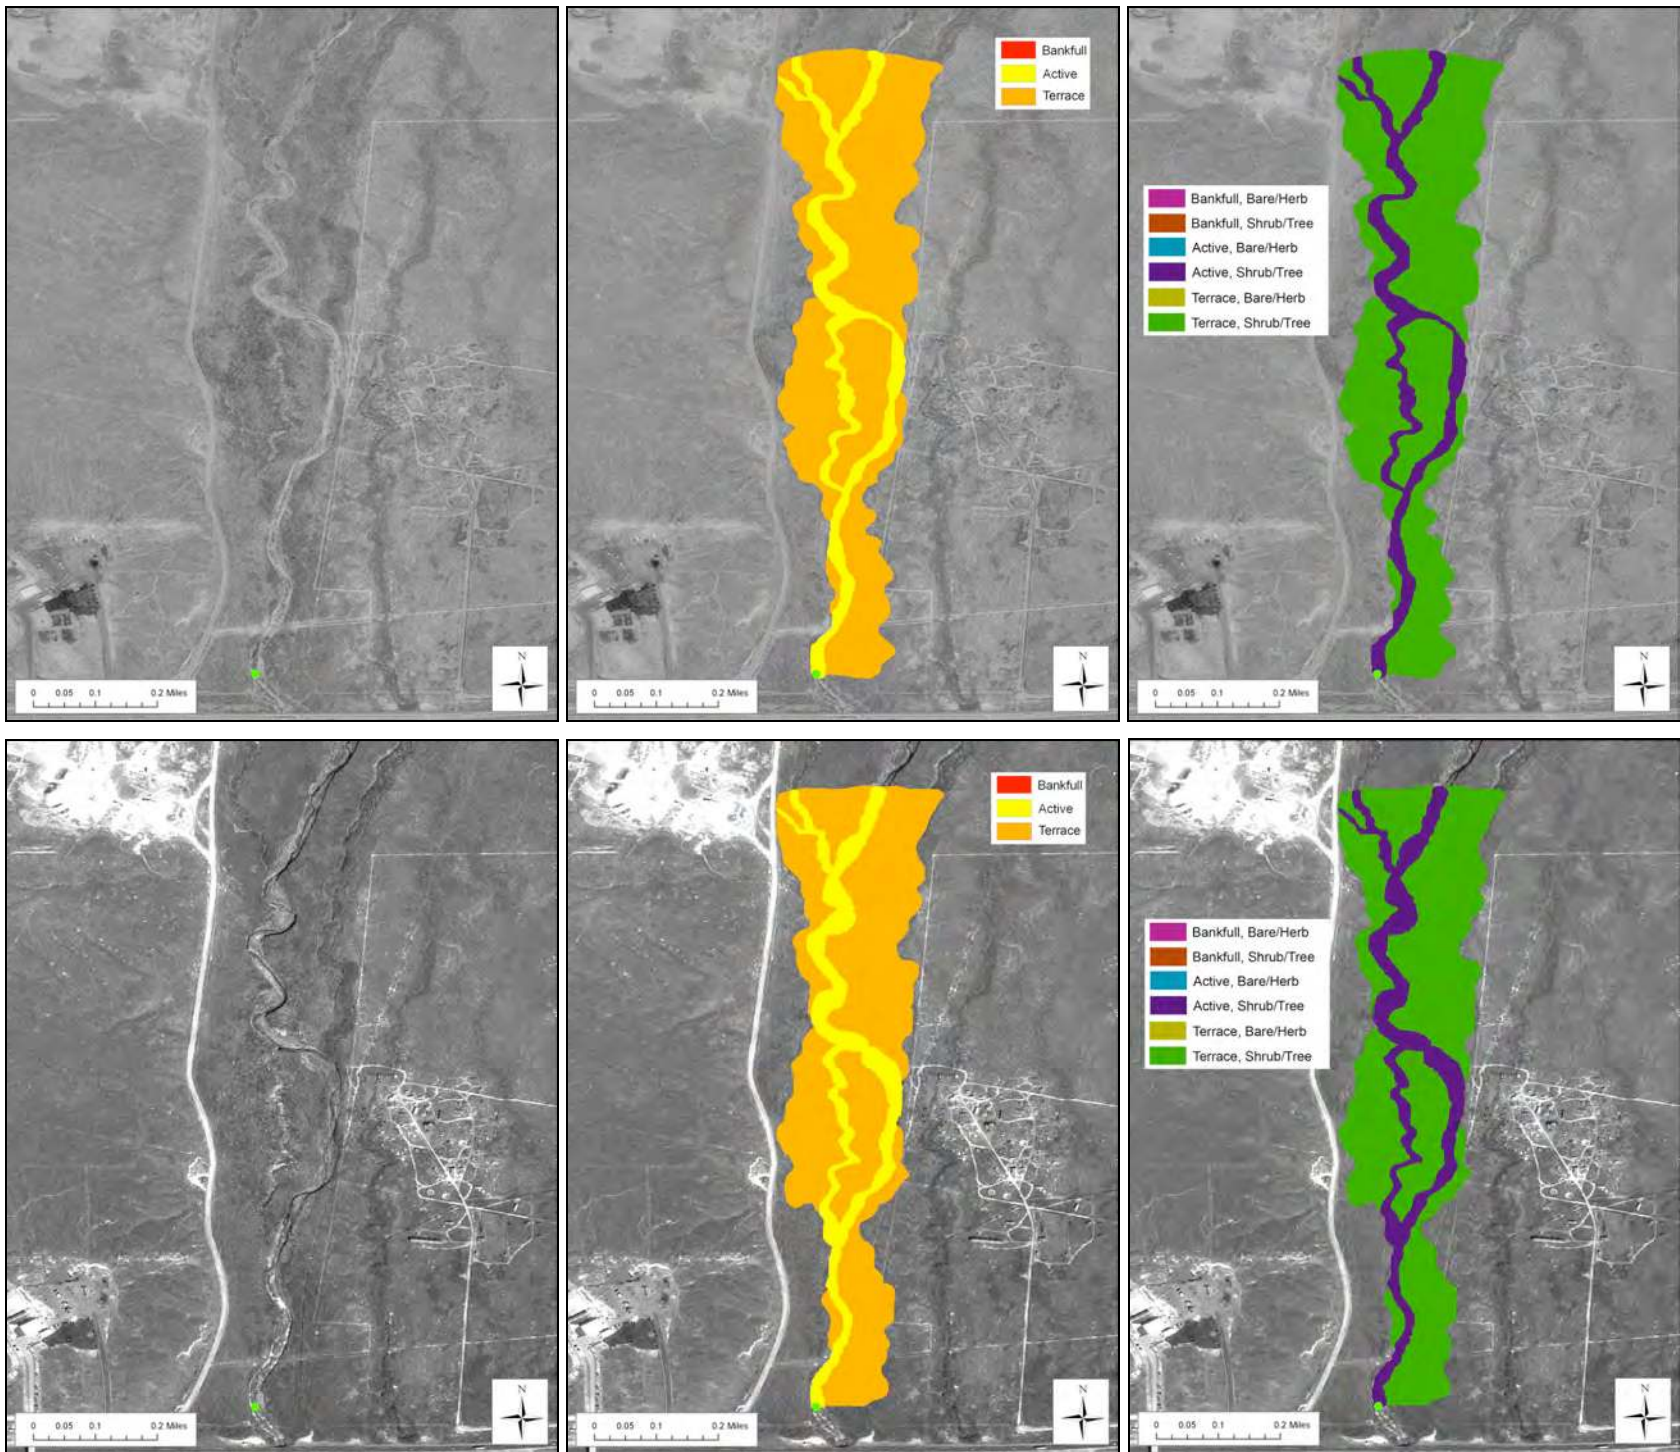 N
0 0.05 0.1 0.2 Miles
Bankfull
Active
Terrace
N
0 0.05 0.1 0.2 Miles
Bankfull, Bare/Herb
Bankfull, Shrub/Tree
Active, Bare/Herb
Active, Shrub/Tree
Terrace, Bare/Herb
Terrace, Shrub/Tree
N
0 0.05 0.1 0.2 Miles
N
0 0.05 0.1 0.2 Miles
Bankfull
Active
Terrace
N
0 0.05 0.1 0.2 Miles
Bankfull, Bare/Herb
Bankfull, Shrub/Tree
Active, Bare/Herb
Active, Shrub/Tree
Terrace, Bare/Herb
Terrace, Shrub/Tree
N
0 0.05 0.1 0.2 Miles